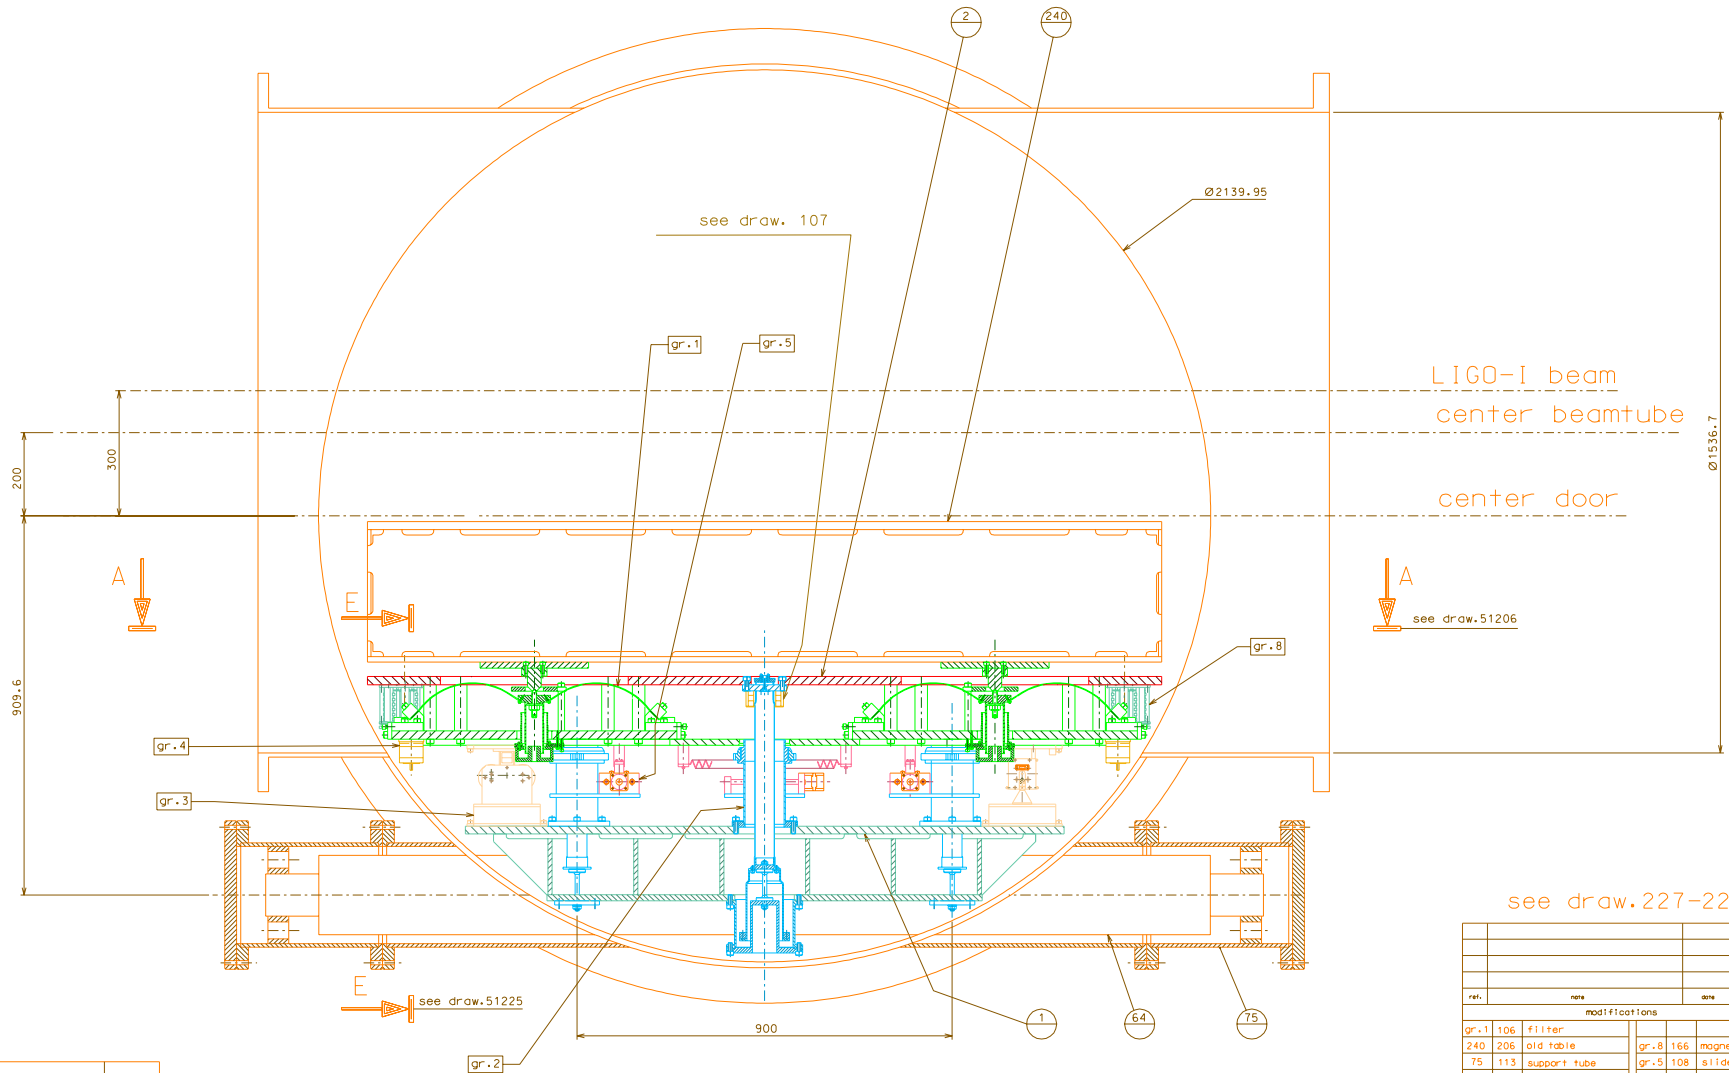 2
240
Ø2139.95
see draw. 107
gr.1
gr.5
LIGO-I beam
center beamtube
Ø1536.7
300
200
center door
A
A
E
see draw.51206
gr.8
909.6
gr.4
gr.3
see draw.227-22
E
see draw.51225
900
1
64
75
gr.2
ref. note date
modifications
gr.1 106 filter
240 206 old table gr.8 166 magne
75 113 support tube gr.5 108 slide